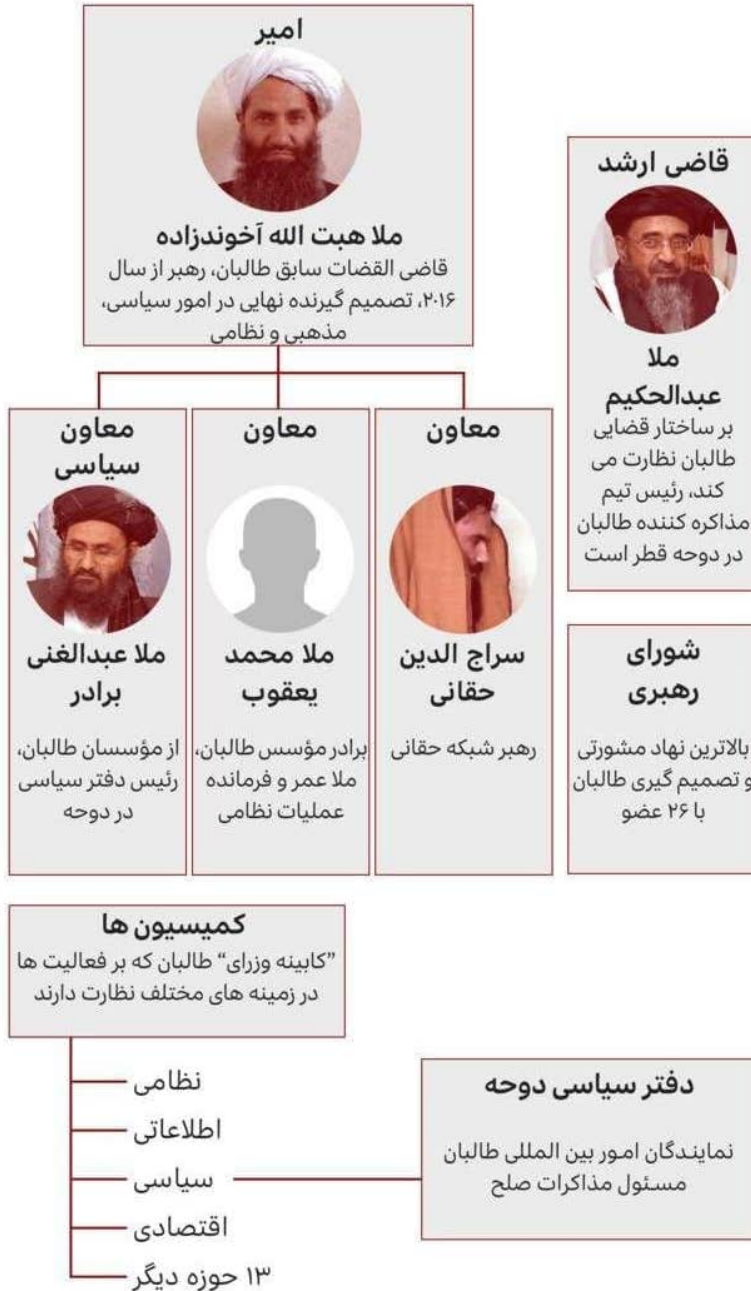 امیر
ملا هبت الله آخوندزاده
قاضی القضات سابق طالبان، رهبر از سال
۲۰۱۶، تصمیم گیرنده نهایی در امور سیاسی،
مذهبی و نظامی
قاضی ارشد
ملا
عبدالحکیم
بر ساختار قضایی
طالبان نظارت می
کند، رئیس تیم
مذاکره کننده طالبان
در دوحه قطر است
معاون
سراج الدین
حقانی
رهبر شبکه حقانی
معاون
ملا محمد
یعقوب
برادر مؤسس طالبان،
ملا عمر و فرمانده
عملیات نظامی
معاون
سیاسی
ملا عبدالغنی
برادر
از مؤسسان طالبان،
رئیس دفتر سیاسی
در دوحه
شورای
رهبری
بالاترین نهاد مشورتی
و تصمیم گیری طالبان
با ۲۶ عضو
کمیسیون ها
”کابینه وزرای“ طالبان که بر فعالیت ها
در زمینه های مختلف نظارت دارند
نظامی
اطلاعاتی
سیاسی
اقتصادی
۱۳ حوزه دیگر
دفتر سیاسی دوحه
نمایندگان امور بین المللی طالبان
مسئول مذاکرات صلح